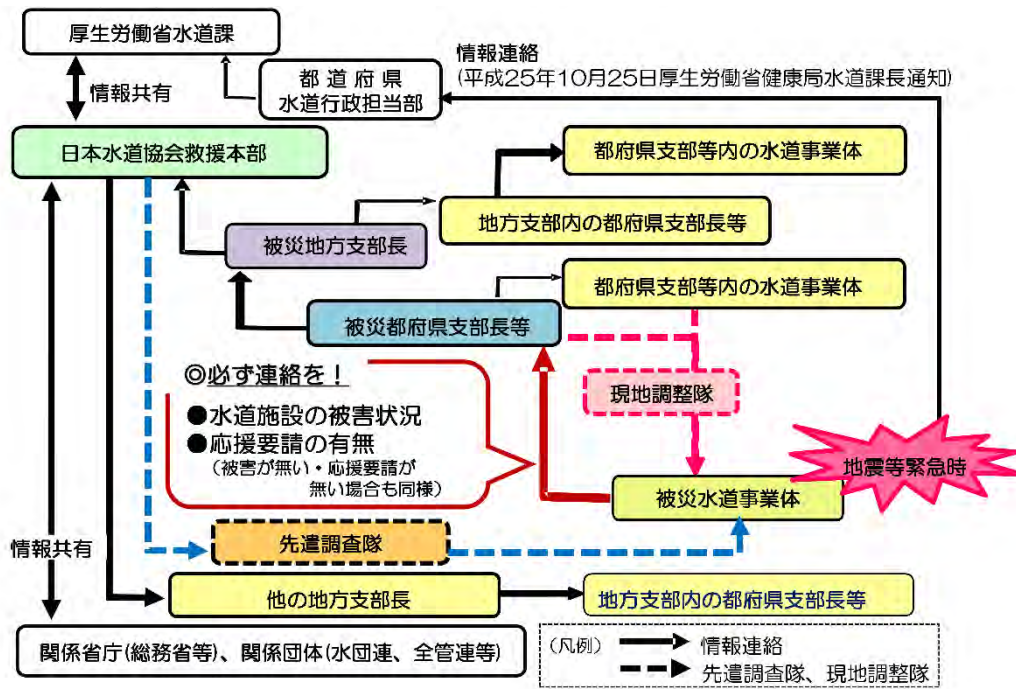 厚生労働省水道課
情報共有
都道府県
水道行政担当部
情報連絡
(平成25年10月25日厚生労働省健康局水道課長通知)
日本水道協会救援本部
都府県支部等内の水道事業体
地方支部内の都府県支部長等
被災地方支部長
都府県支部等内の水道事業体
被災都府県支部長等
◎必ず連絡を！
●水道施設の被害状況
●応援要請の有無
(被害が無い・応援要請が
無い場合も同様)
現地調整隊
地震等緊急時
被災水道事業体
先遣調査隊
情報共有
他の地方支部長
地方支部内の都府県支部長等
関係省庁(総務省等)、関係団体(水団連、全管連等)
(凡例)
情報連絡
先遣調査隊、現地調整隊